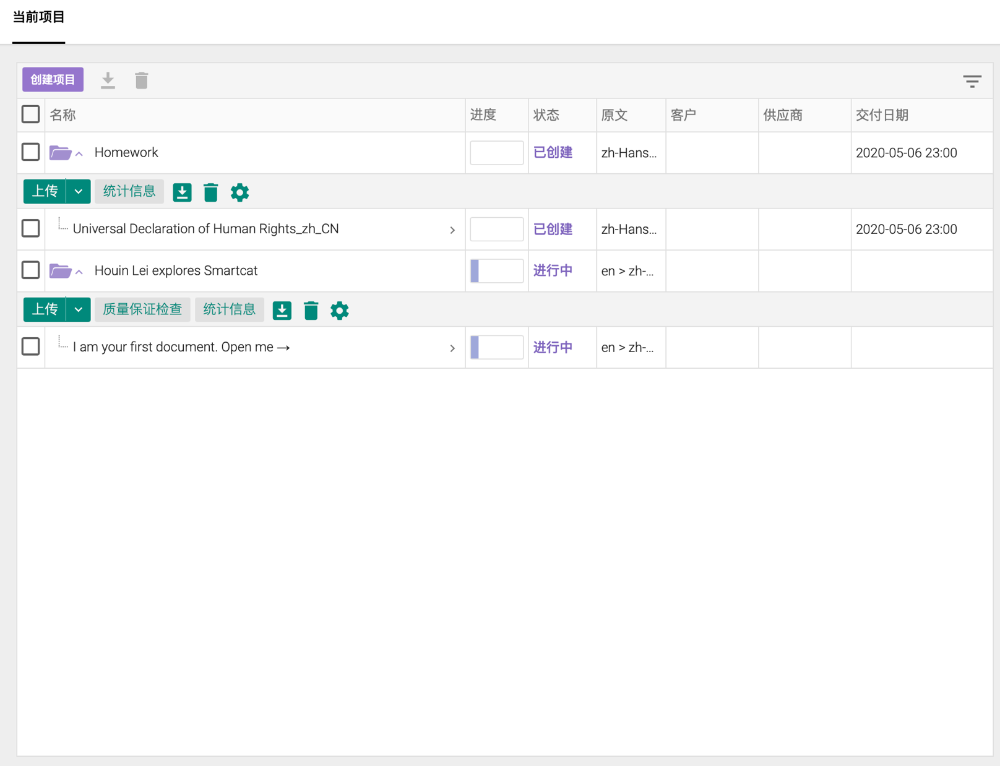 当前项目
创建项目
名称 进度 状态 原文 客户 供应商 交付日期
Homework 已创建 zh-Hans... 2020-05-06 23:00
上传 统计信息
Universal Declaration of Human Rights_zh_CN 已创建 zh-Hans... 2020-05-06 23:00
Houin Lei explores Smartcat 进行中 en > zh-...
上传 质量保证检查 统计信息
I am your first document. Open me → 进行中 en > zh-...